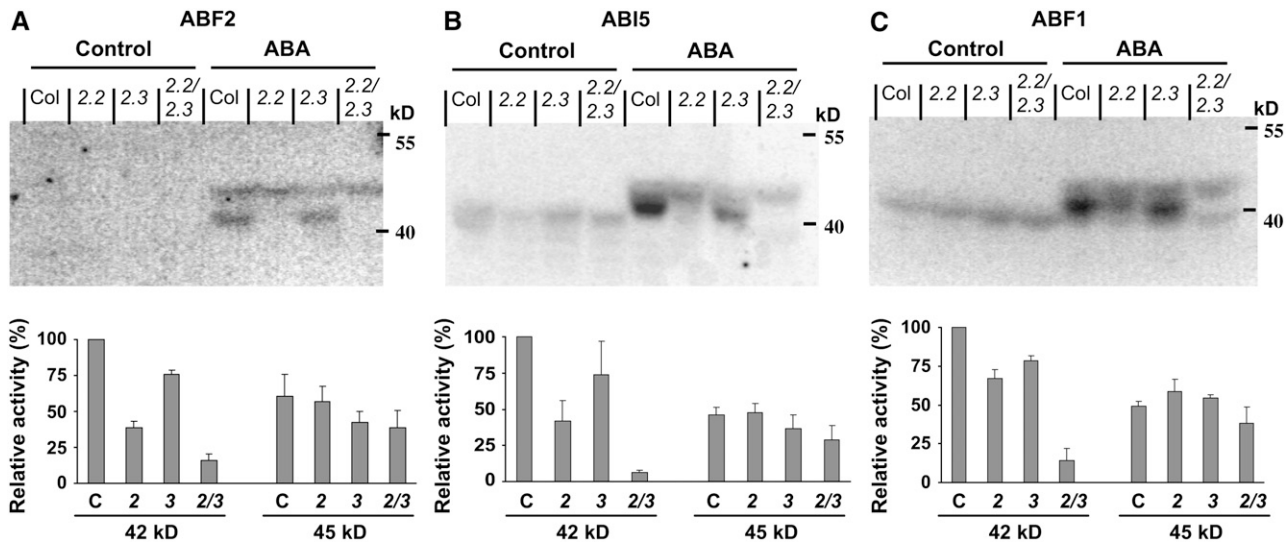 A
ABF2
Control
ABA
Col
2.2
2.3
2.2/
2.3
Col
2.2
2.3
2.2/
2.3
kD
55
40
Relative activity (%)
100
75
50
25
0
C
2
3
2/3
C
2
3
2/3
42 kD
45 kD
B
ABI5
Control
ABA
Col
2.2
2.3
2.2/
2.3
Col
2.2
2.3
2.2/
2.3
kD
55
40
Relative activity (%)
100
75
50
25
0
C
2
3
2/3
C
2
3
2/3
42 kD
45 kD
C
ABF1
Control
ABA
Col
2.2
2.3
2.2/
2.3
Col
2.2
2.3
2.2/
2.3
kD
55
40
Relative activity (%)
100
75
50
25
0
C
2
3
2/3
C
2
3
2/3
42 kD
45 kD